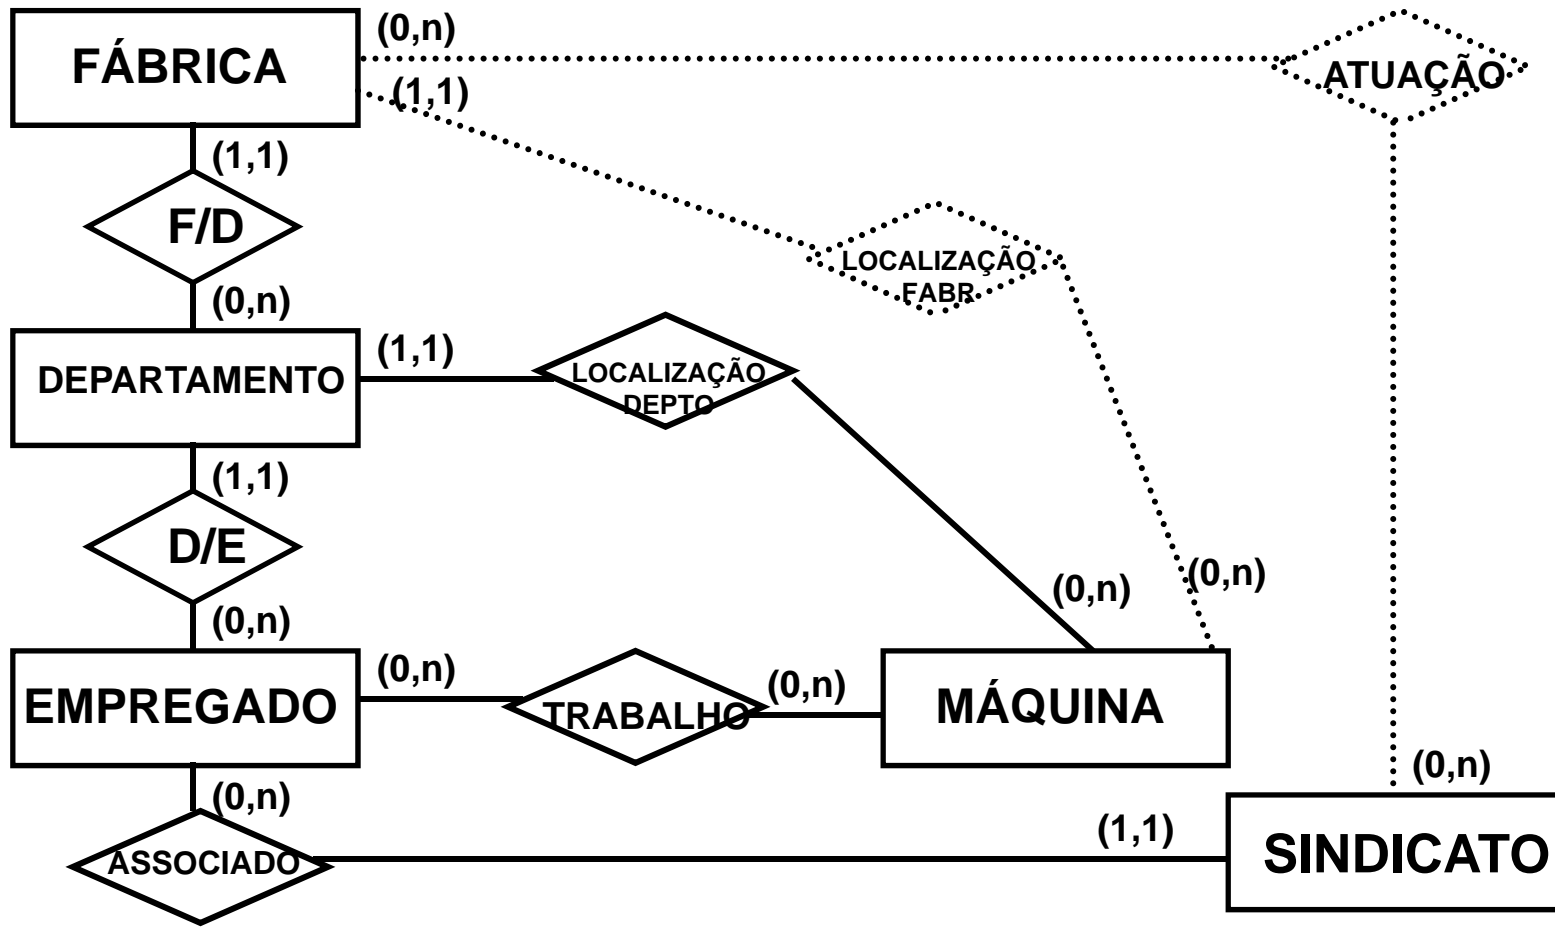 (0,n)
FÁBRICA
ATUAÇÃO
(1,1)
(1,1)
F/D
LOCALIZAÇÃO
FABR
(0,n)
(1,1)
DEPARTAMENTO
LOCALIZAÇÃO
DEPTO
(1,1)
D/E
(0,n)
(0,n)
(0,n)
(0,n)
(0,n)
EMPREGADO
TRABALHO
MÁQUINA
(0,n)
(0,n)
(1,1)
ASSOCIADO
SINDICATO